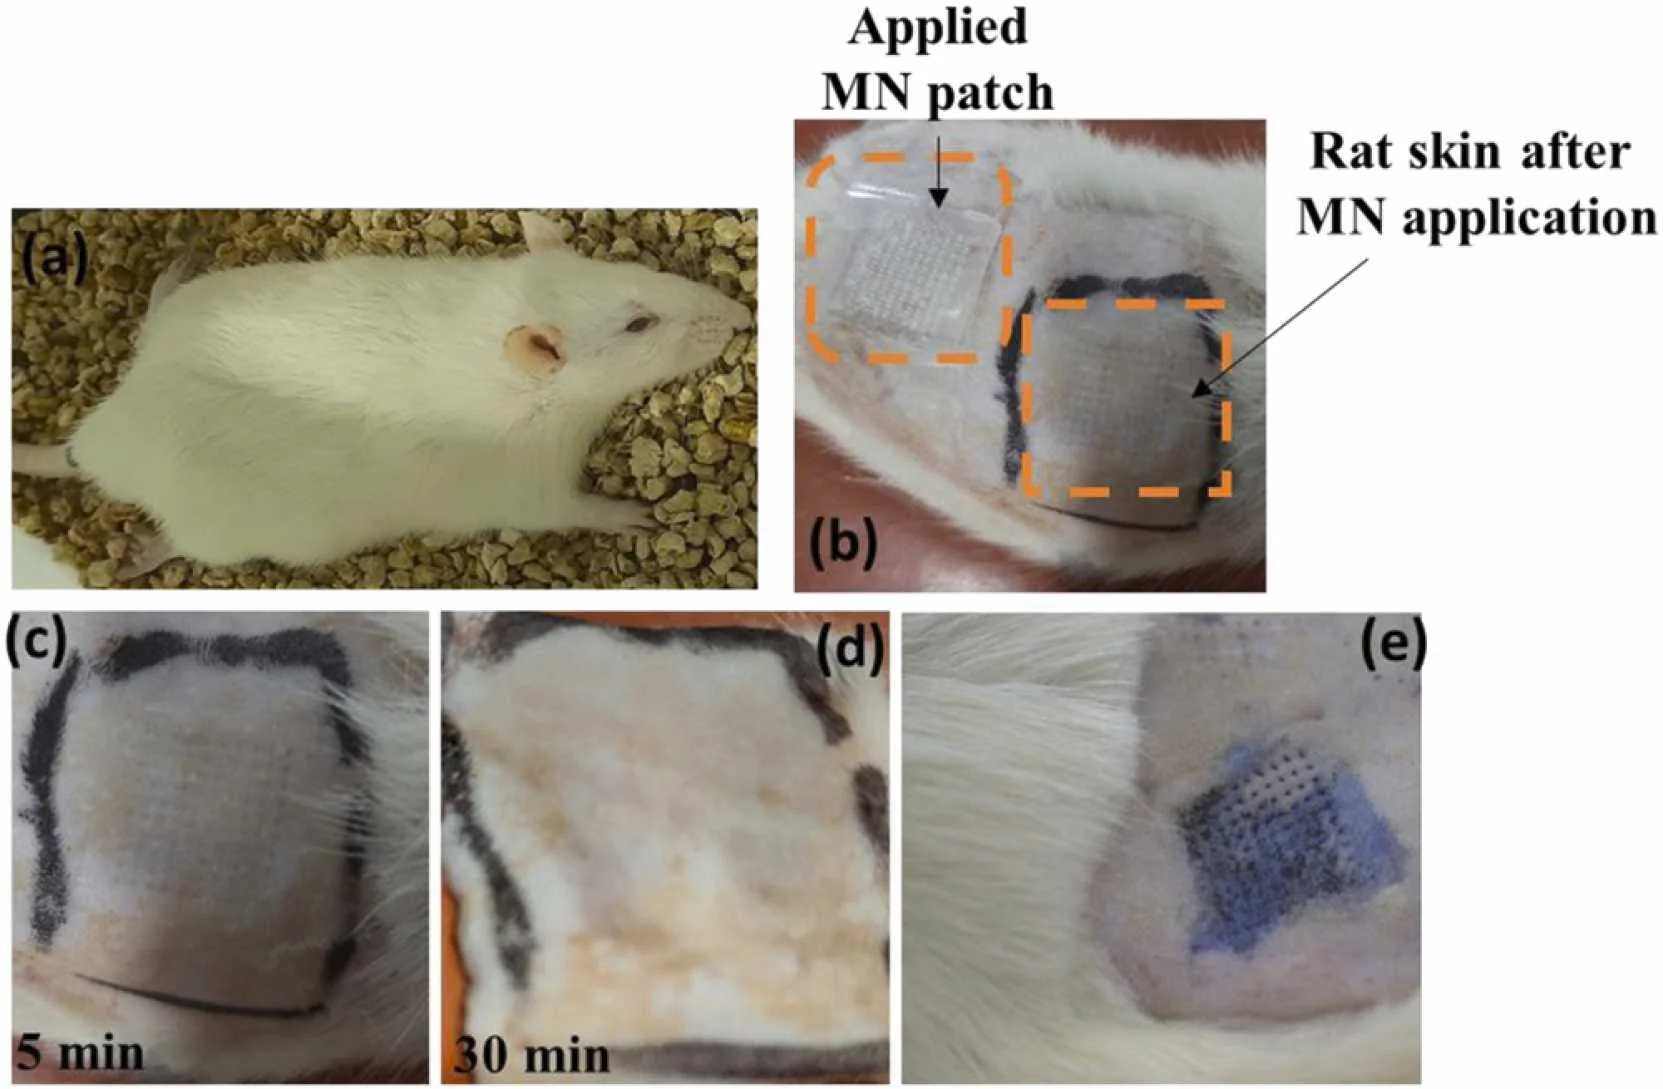 Applied
MN patch
Rat skin after
MN application
(a)
(b)
(c)
(d)
(e)
5 min
30 min